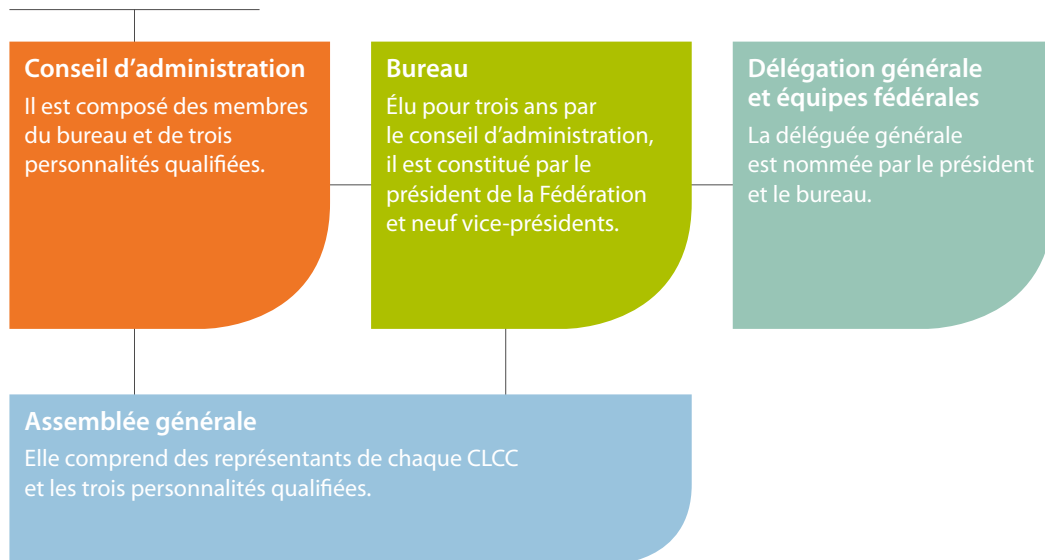 Conseil d’administration
Il est composé des membres
du bureau et de trois
personnalités qualifiées.
Bureau
Élu pour trois ans par
le conseil d’administration,
il est constitué par le
président de la Fédération
et neuf vice-présidents.
Délégation générale
et équipes fédérales
La déléguée générale
est nommée par le président
et le bureau.
Assemblée générale
Elle comprend des représentants de chaque CLCC
et les trois personnalités qualifiées.